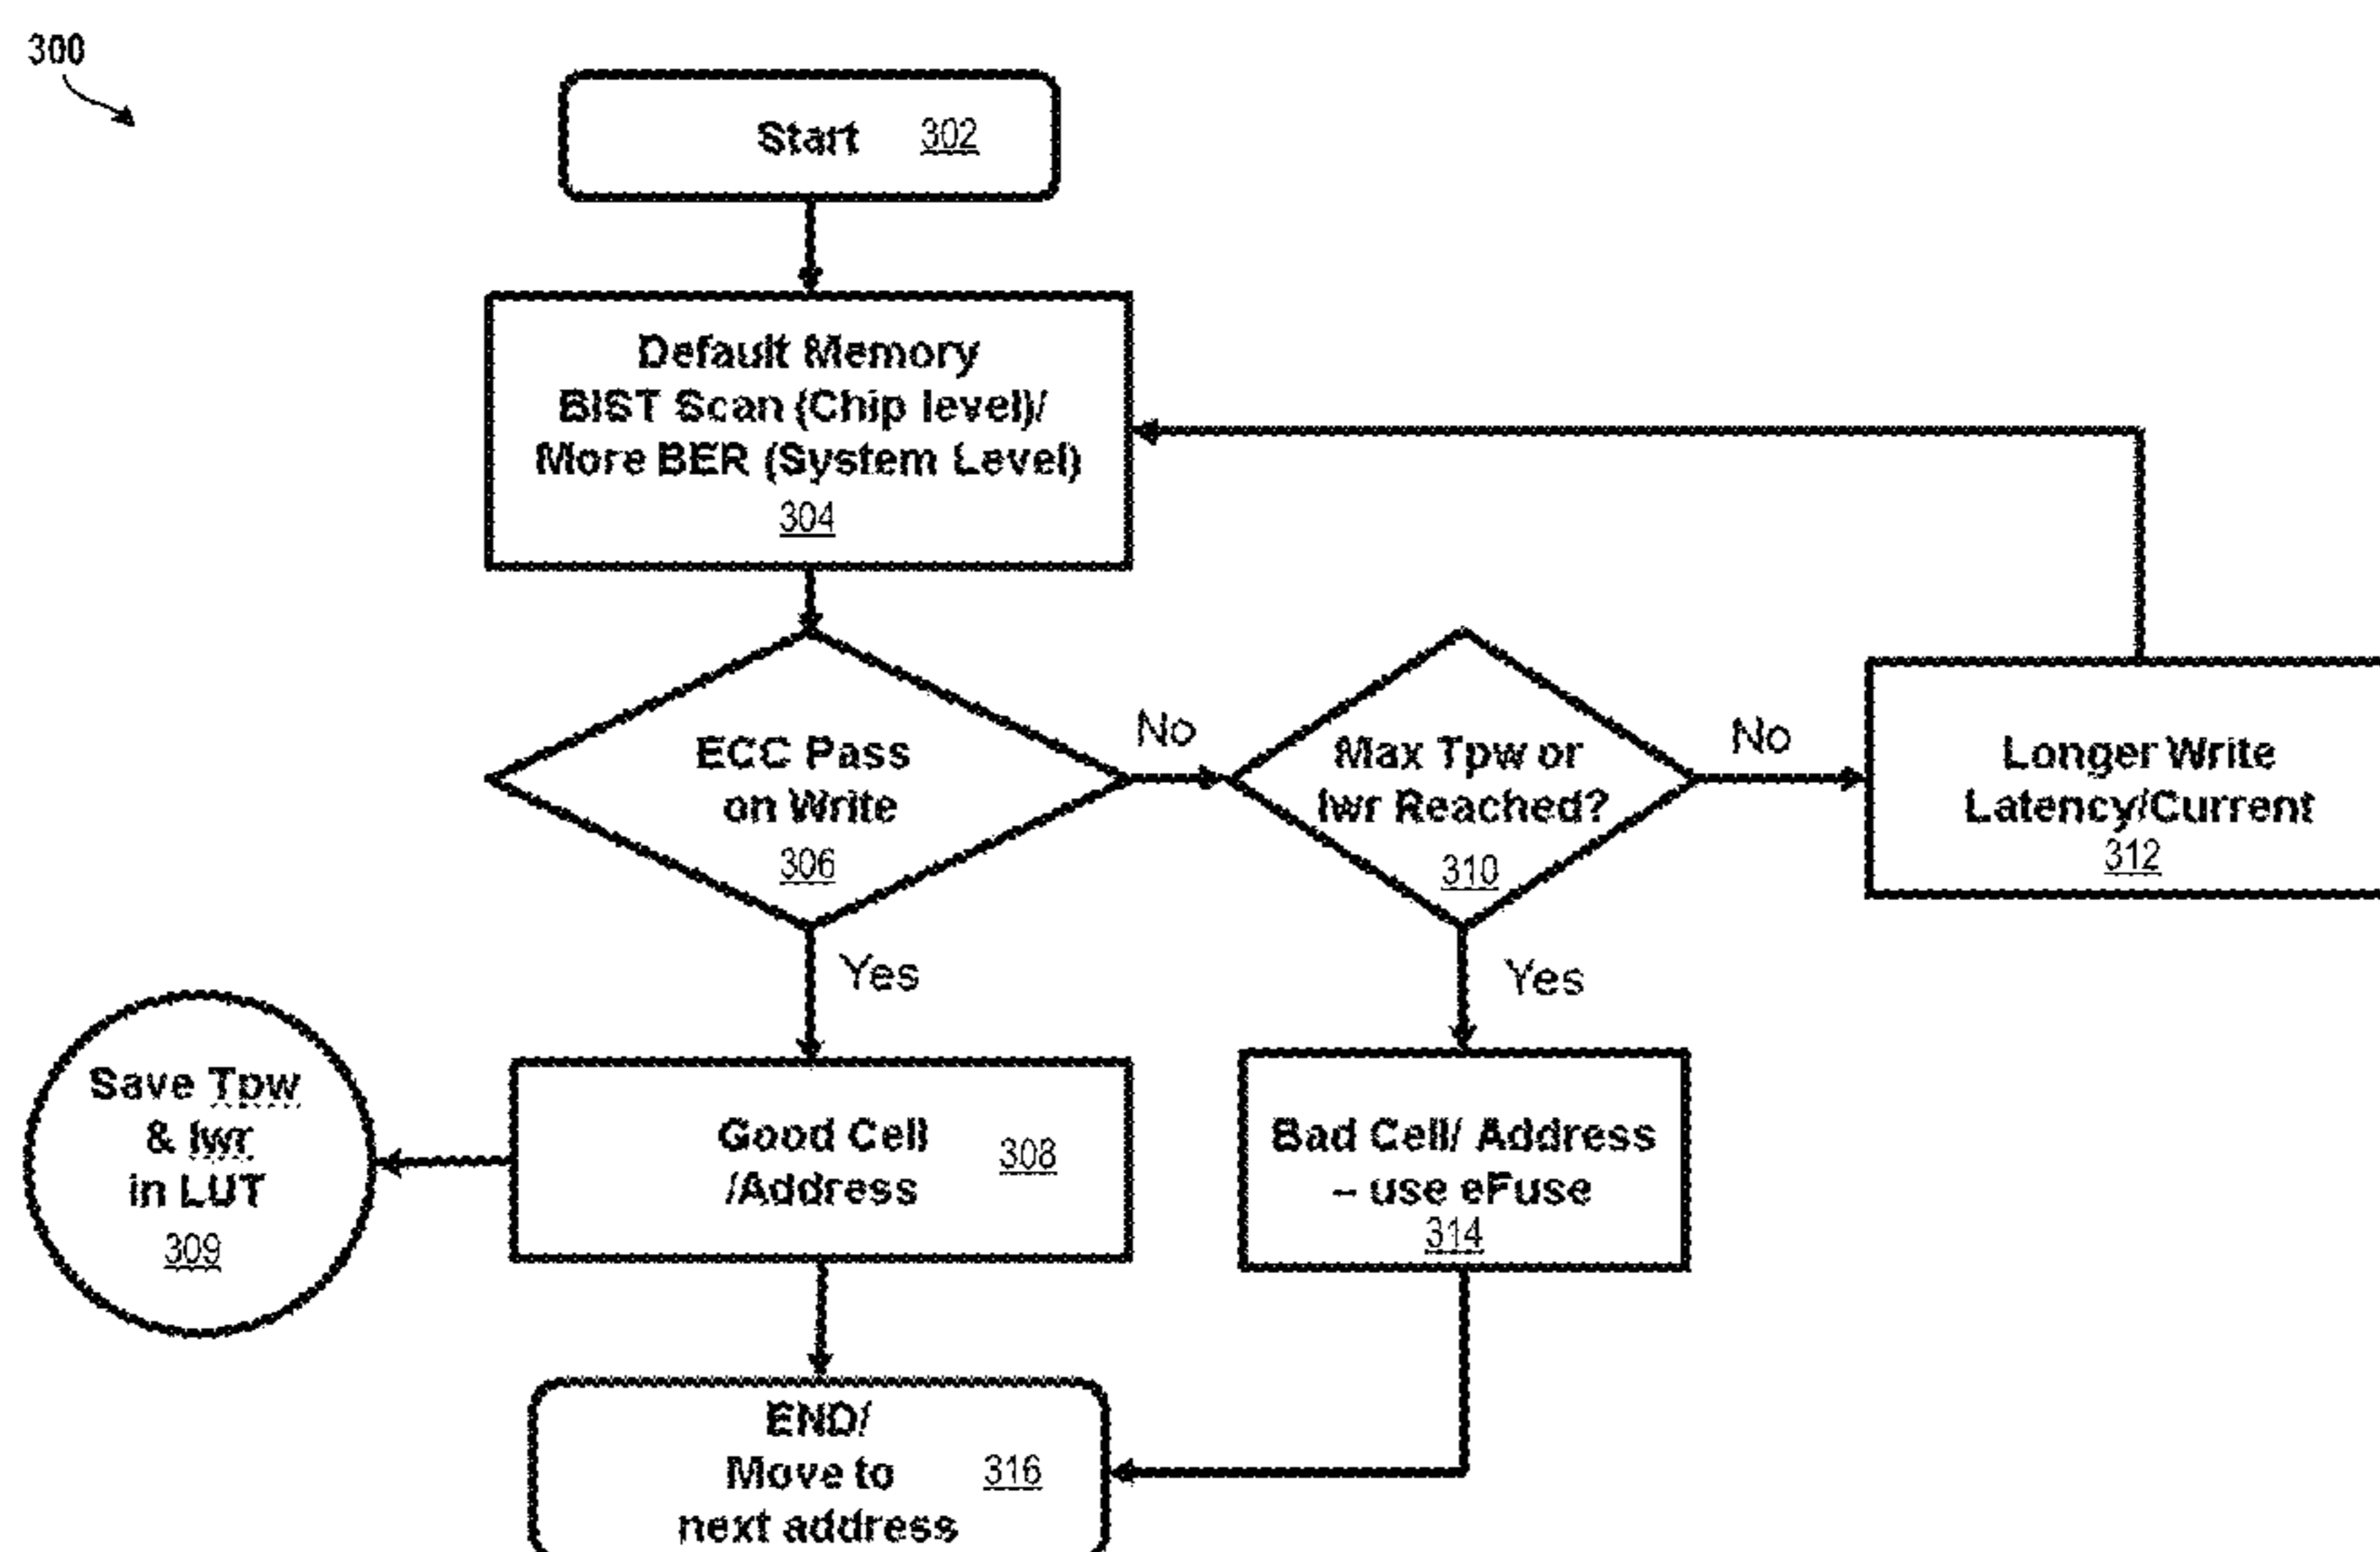 300
Start 302
Default Memory
BIST Scan (Chip level)/
More BER (System Level)
304
ECC Pass
on Write
306
No
Max Tpw or
Iwr Reached?
310
No
Longer Write
Latency/Current
312
Yes
Yes
Save Tpw
& Iwr
in LUT
309
Good Cell
/Address
308
Bad Cell/ Address
– use eFuse
314
END/
Move to
next address
316